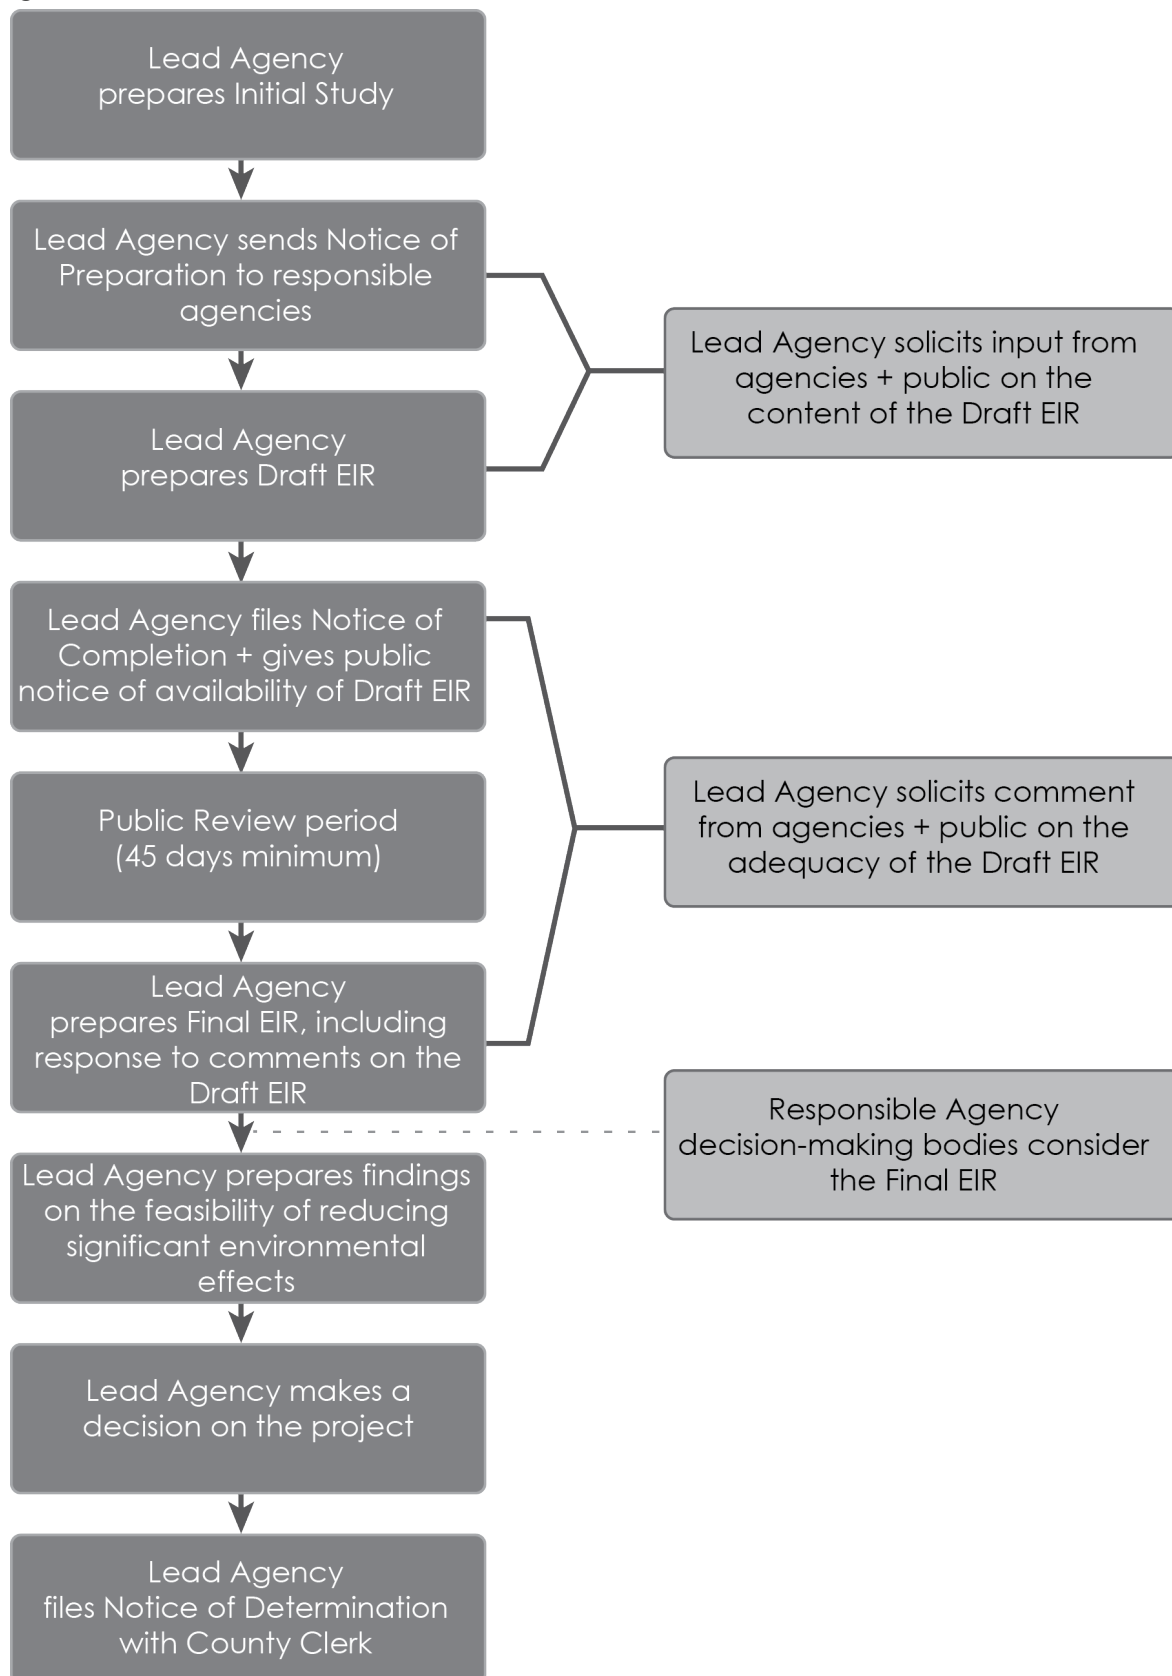 Lead Agency
prepares Initial Study
Lead Agency sends Notice of
Preparation to responsible
agencies
Lead Agency solicits input from
agencies + public on the
content of the Draft EIR
Lead Agency
prepares Draft EIR
Lead Agency files Notice of
Completion + gives public
notice of availability of Draft EIR
Public Review period
(45 days minimum)
Lead Agency solicits comment
from agencies + public on the
adequacy of the Draft EIR
Lead Agency
prepares Final EIR, including
response to comments on the
Draft EIR
Responsible Agency
decision-making bodies consider
the Final EIR
Lead Agency prepares findings
on the feasibility of reducing
significant environmental
effects
Lead Agency makes a
decision on the project
Lead Agency
files Notice of Determination
with County Clerk